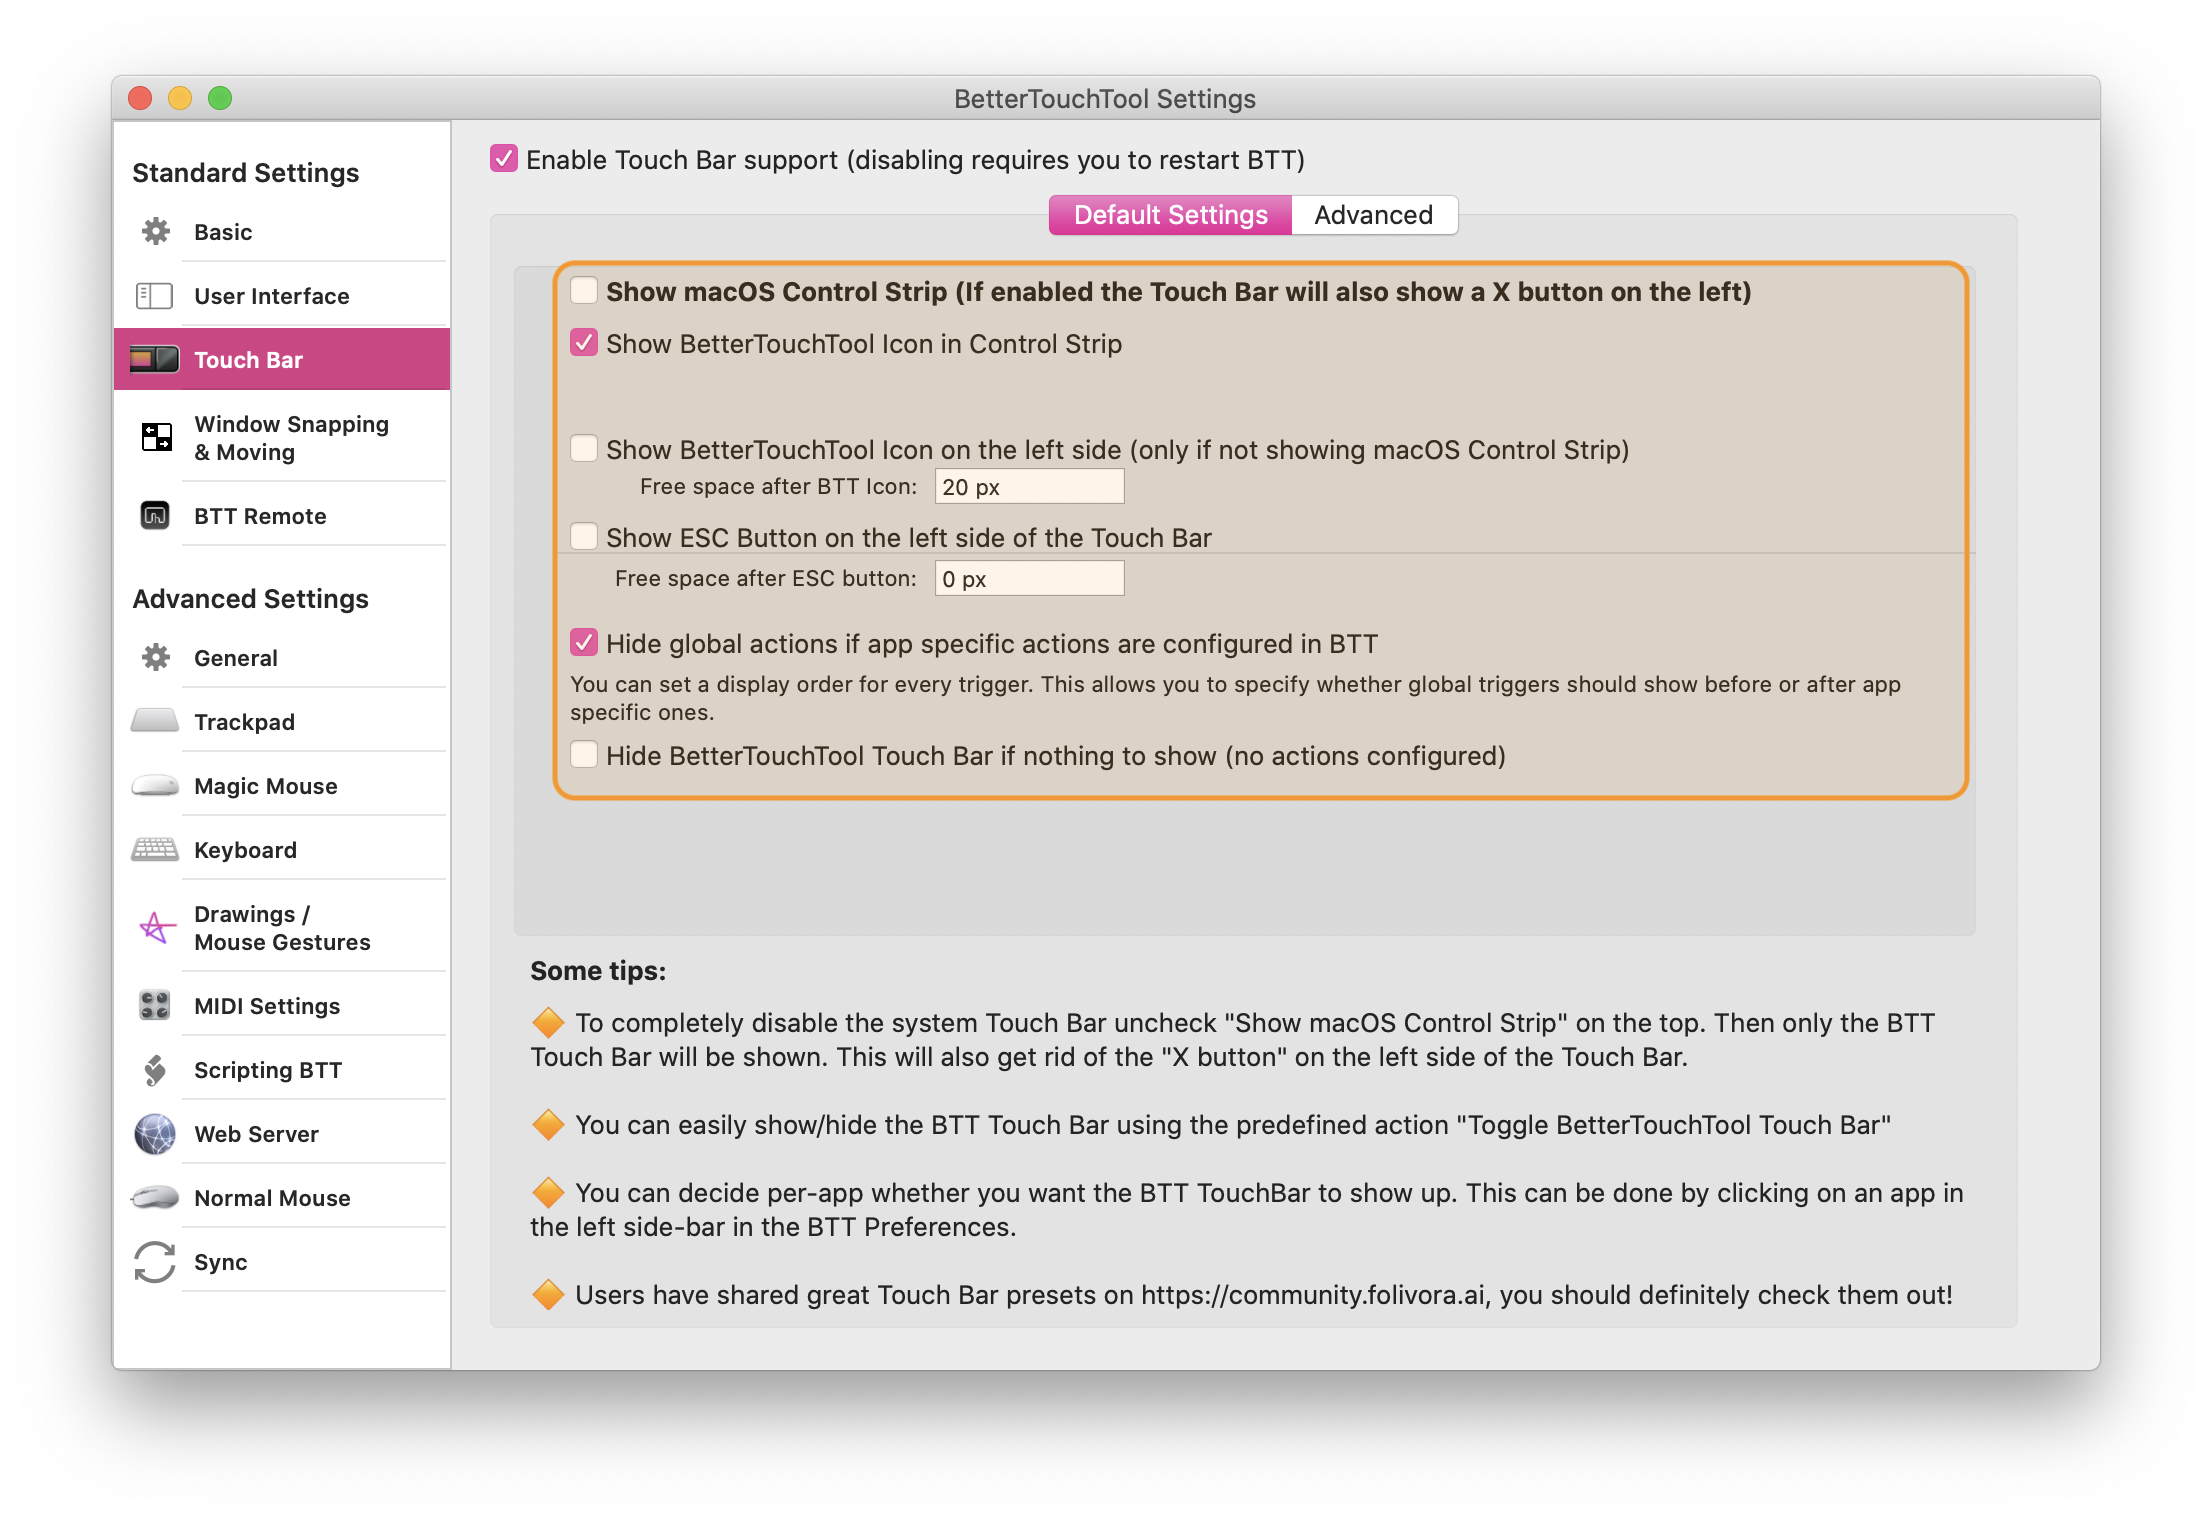 BetterTouchTool Settings
Standard Settings
Basic
User Interface
Touch Bar
Window Snapping
& Moving
BTT Remote
Advanced Settings
General
Trackpad
Magic Mouse
Keyboard
Drawings /
Mouse Gestures
MIDI Settings
Scripting BTT
Web Server
Normal Mouse
Sync
Enable Touch Bar support (disabling requires you to restart BTT)
Default Settings
Advanced
Show macOS Control Strip (If enabled the Touch Bar will also show a X button on the left)
Show BetterTouchTool Icon in Control Strip
Show BetterTouchTool Icon on the left side (only if not showing macOS Control Strip)
Free space after BTT Icon: 20 px
Show ESC Button on the left side of the Touch Bar
Free space after ESC button: 0 px
Hide global actions if app specific actions are configured in BTT
You can set a display order for every trigger. This allows you to specify whether global triggers should show before or after app
specific ones.
Hide BetterTouchTool Touch Bar if nothing to show (no actions configured)
Some tips:
To completely disable the system Touch Bar uncheck "Show macOS Control Strip" on the top. Then only the BTT
Touch Bar will be shown. This will also get rid of the "X button" on the left side of the Touch Bar.
You can easily show/hide the BTT Touch Bar using the predefined action "Toggle BetterTouchTool Touch Bar"
You can decide per-app whether you want the BTT TouchBar to show up. This can be done by clicking on an app in
the left side-bar in the BTT Preferences.
Users have shared great Touch Bar presets on https://community.folivora.ai, you should definitely check them out!